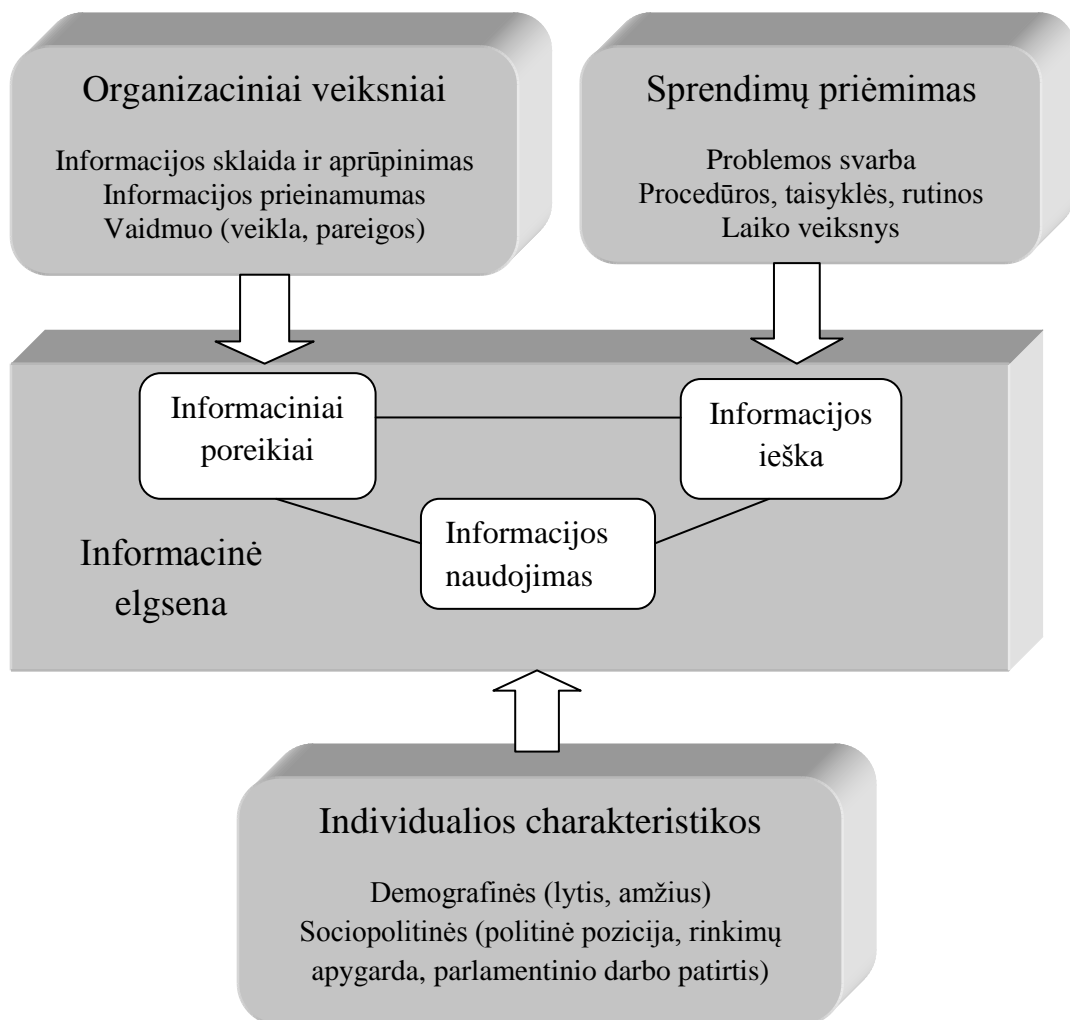 Organizaciniai veiksniai
Informacijos sklaida ir aprūpinimas
Informacijos prieinamumas
Vaidmuo (veikla, pareigos)
Sprendimų priėmimas
Problemos svarba
Procedūros, taisyklės, rutinos
Laiko veiksnys
Informaciniai
poreikiai
Informacijos
ieška
Informacijos
naudojimas
Informacinė
elgsena
Individualios charakteristikos
Demografinės (lytis, amžius)
Sociopolitinės (politinė pozicija, rinkimų
apygarda, parlamentinio darbo patirtis)